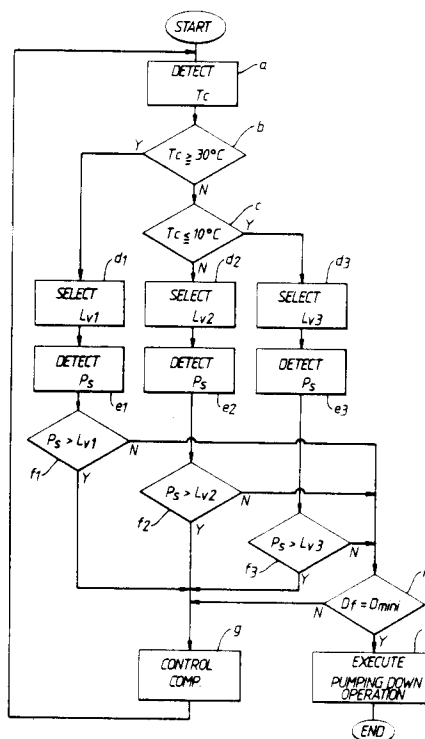 START
a
DETECT
Tc
b
Y
Tc ≧ 30°C
N
c
Tc ≦ 10°C
Y
N
d1
d2
d3
SELECT
Lv1
SELECT
Lv2
SELECT
Lv3
DETECT
Ps
DETECT
Ps
DETECT
Ps
e1
e2
e3
Ps > Lv1
N
f1
Y
Ps > Lv2
N
f2
Y
Ps > Lv3
N
f3
Y
N
Df = Dmini
Y
g
CONTROL
COMP.
EXECUTE
PUMPING DOWN
OPERATION
END